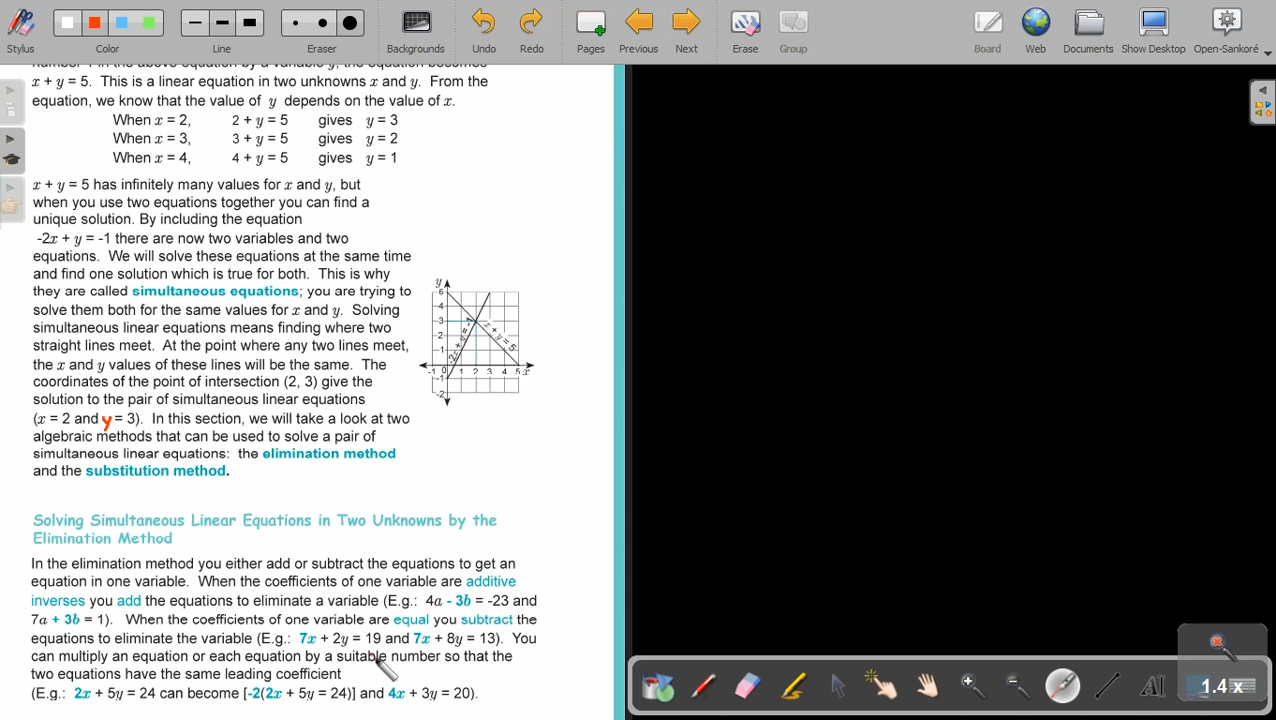 Stylus
Color
Line
Eraser
Backgrounds
Undo
Redo
Pages
Previous
Next
Erase
Group
Board
Web
Documents
Show Desktop
Open-Sankoré
x + y = 5. This is a linear equation in two unknowns x and y. From the
equation, we know that the value of y depends on the value of x.
When x = 2, 2 + y = 5 gives y = 3
When x = 3, 3 + y = 5 gives y = 2
When x = 4, 4 + y = 5 gives y = 1
x + y = 5 has infinitely many values for x and y, but
when you use two equations together you can find a
unique solution. By including the equation
-2x + y = -1 there are now two variables and two
equations. We will solve these equations at the same time
and find one solution which is true for both. This is why
they are called simultaneous equations; you are trying to
solve them both for the same values for x and y. Solving
simultaneous linear equations means finding where two
straight lines meet. At the point where any two lines meet,
the x and y values of these lines will be the same. The
coordinates of the point of intersection (2, 3) give the
solution to the pair of simultaneous linear equations
(x = 2 and y = 3). In this section, we will take a look at two
algebraic methods that can be used to solve a pair of
simultaneous linear equations: the elimination method
and the substitution method.
y
5
4
3
2
1
-1 0 1 2 3 4 5 x
-1
-2
-2x + y = -1
x + y = 5
Solving Simultaneous Linear Equations in Two Unknowns by the
Elimination Method
In the elimination method you either add or subtract the equations to get an
equation in one variable. When the coefficients of one variable are additive
inverses you add the equations to eliminate a variable (E.g.: 4a - 3b = -23 and
7a + 3b = 1). When the coefficients of one variable are equal you subtract the
equations to eliminate the variable (E.g.: 7x + 2y = 19 and 7x + 8y = 13). You
can multiply an equation or each equation by a suitable number so that the
two equations have the same leading coefficient
(E.g.: 2x + 5y = 24 can become [-2(2x + 5y = 24)] and 4x + 3y = 20).
1.4 x